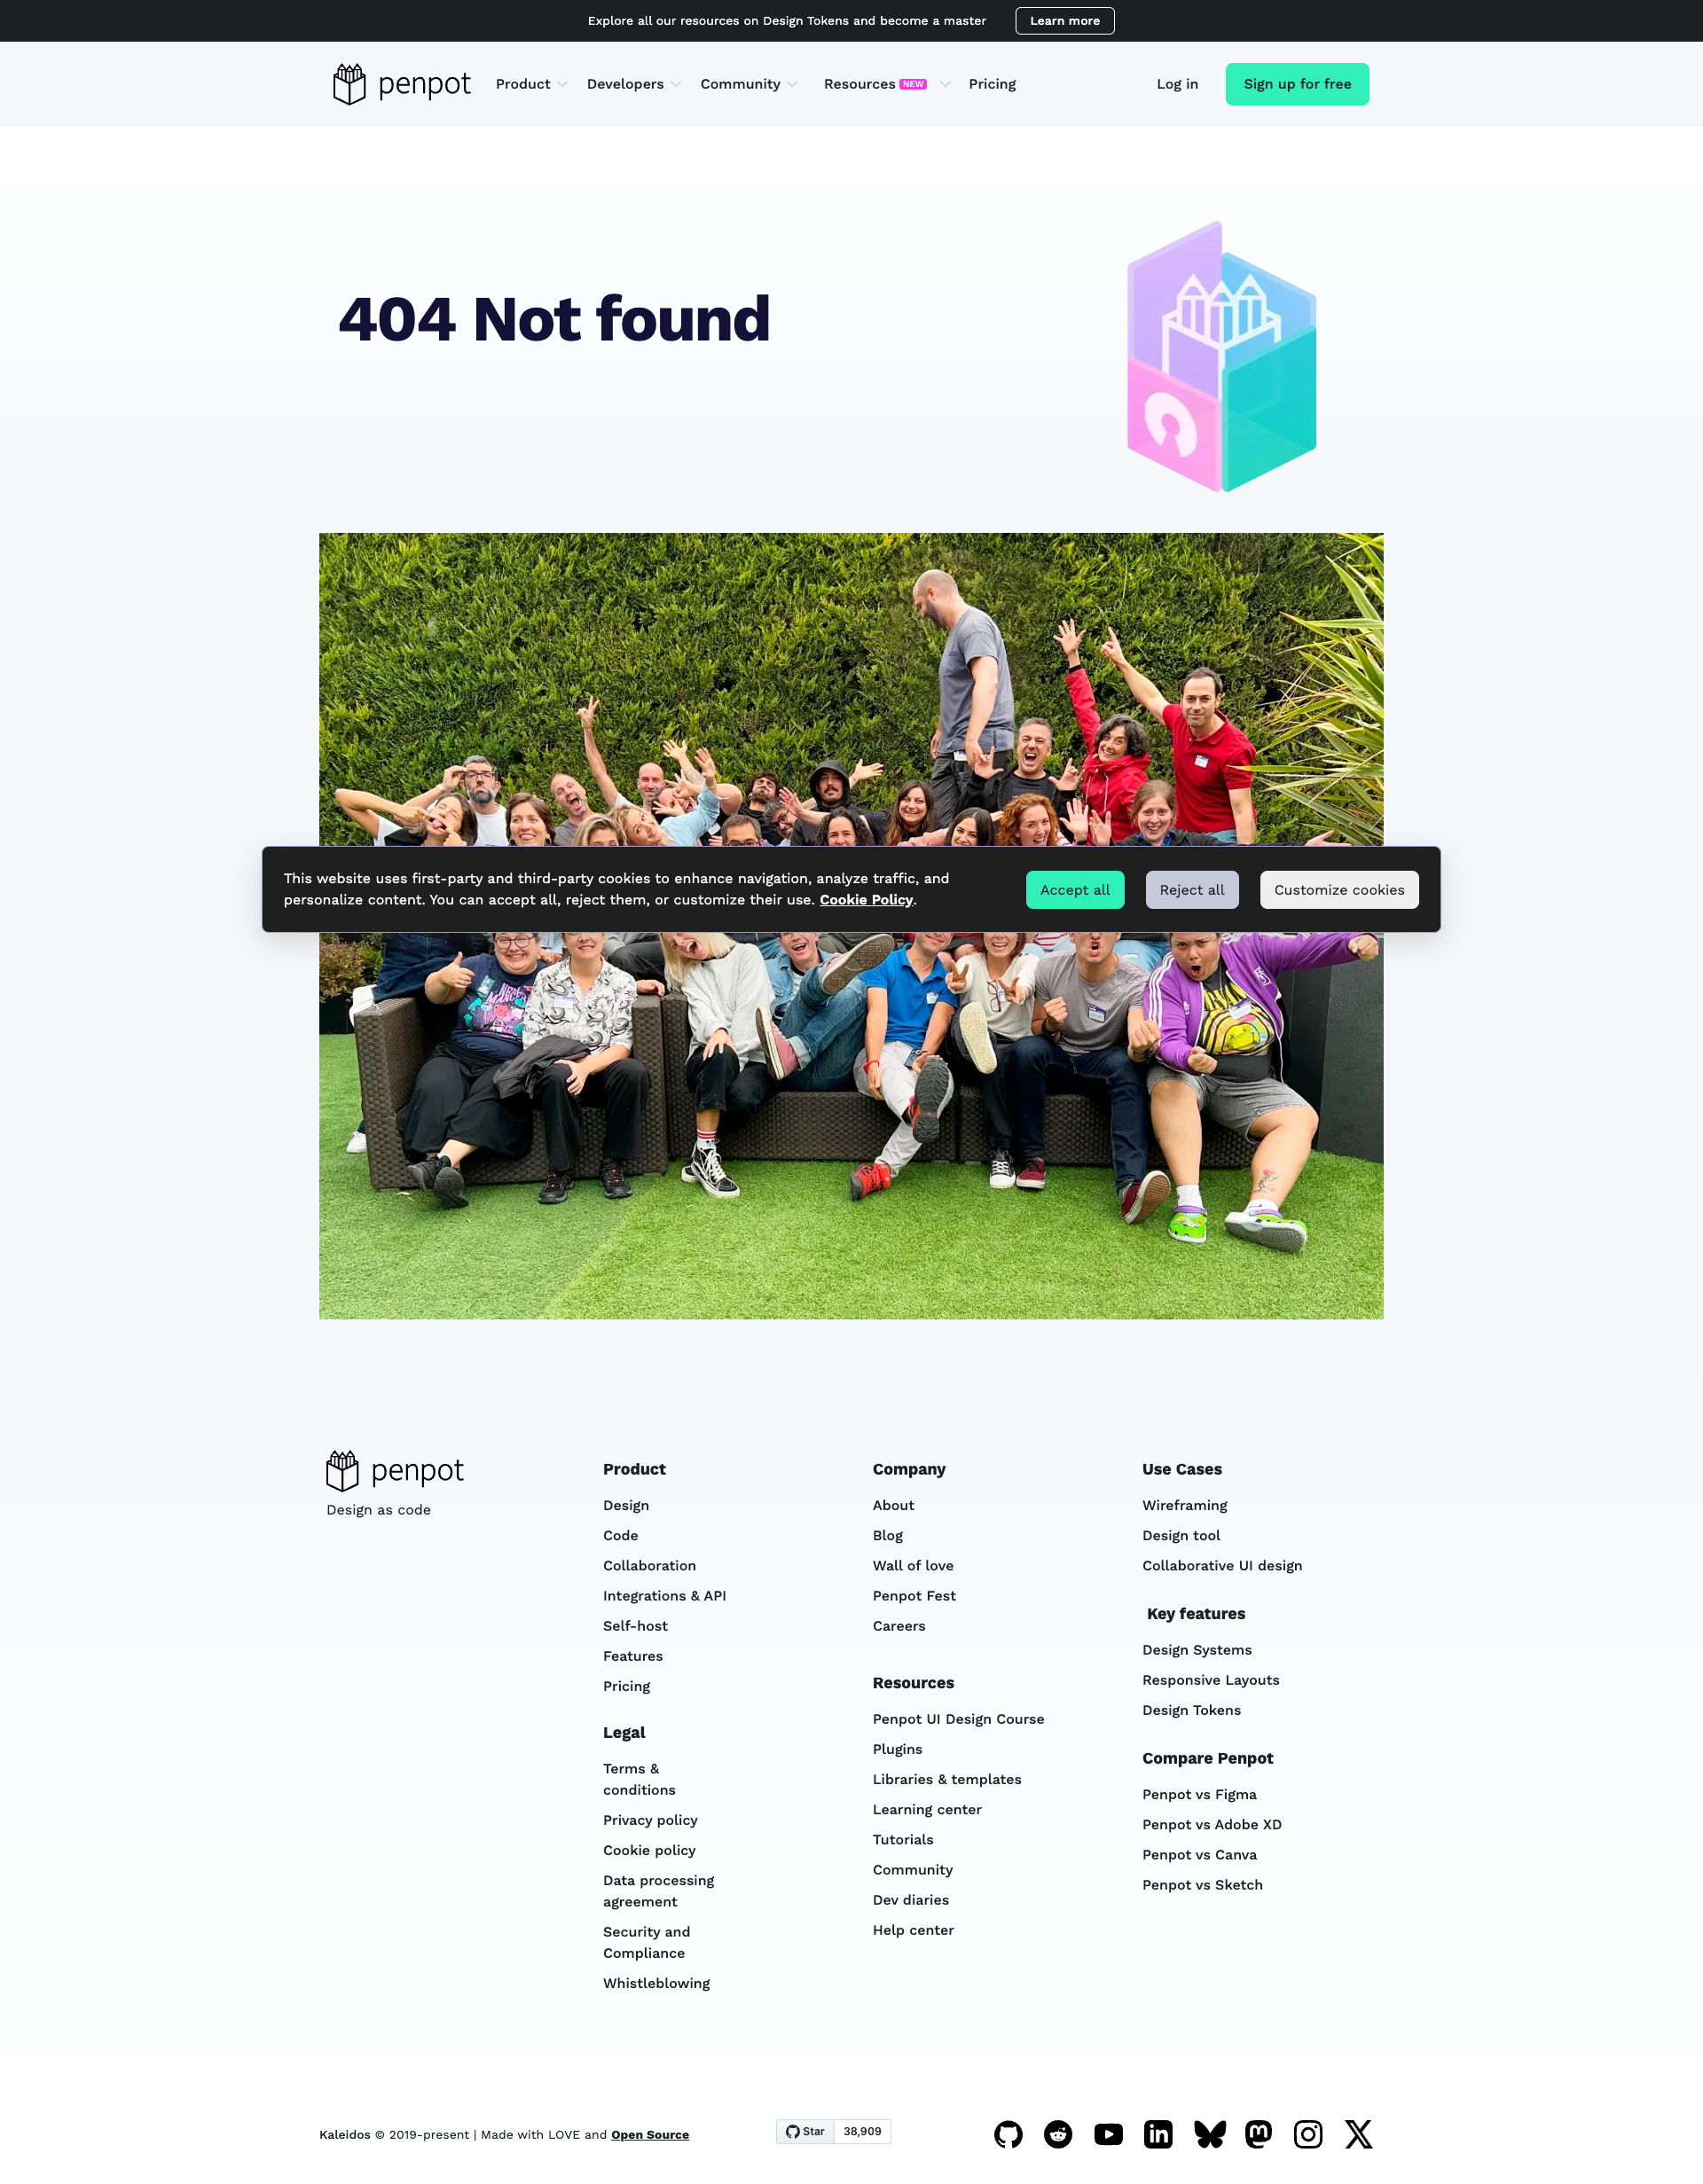 Explore all our resources on Design Tokens and become a master
Learn more
penpot
Product
Developers
Community
Resources NEW
Pricing
Log in
Sign up for free
404 Not found
This website uses first-party and third-party cookies to enhance navigation, analyze traffic, and
personalize content. You can accept all, reject them, or customize their use. Cookie Policy.
Accept all
Reject all
Customize cookies
penpot
Design as code
Product
Design
Code
Collaboration
Integrations & API
Self-host
Features
Pricing
Legal
Terms &
conditions
Privacy policy
Cookie policy
Data processing
agreement
Security and
Compliance
Whistleblowing
Company
About
Blog
Wall of love
Penpot Fest
Careers
Resources
Penpot UI Design Course
Plugins
Libraries & templates
Learning center
Tutorials
Community
Dev diaries
Help center
Use Cases
Wireframing
Design tool
Collaborative UI design
Key features
Design Systems
Responsive Layouts
Design Tokens
Compare Penpot
Penpot vs Figma
Penpot vs Adobe XD
Penpot vs Canva
Penpot vs Sketch
Kaleidos © 2019-present | Made with LOVE and Open Source
Star
38,909